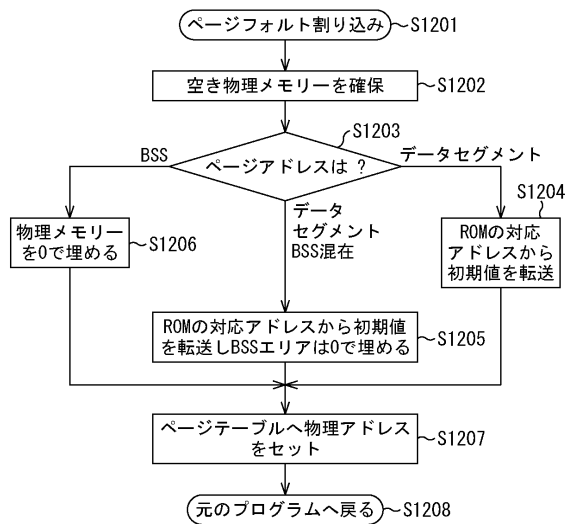 ページフォルト割り込み
S1201
空き物理メモリーを確保
S1202
S1203
ページアドレスは ?
BSS
データセグメント
データ
セグメント
BSS混在
S1204
ROMの対応
アドレスから
初期値を転送
物理メモリー
を0で埋める
S1206
ROMの対応アドレスから初期値
を転送しBSSエリアは0で埋める
S1205
ページテーブルへ物理アドレス
をセット
S1207
元のプログラムへ戻る
S1208